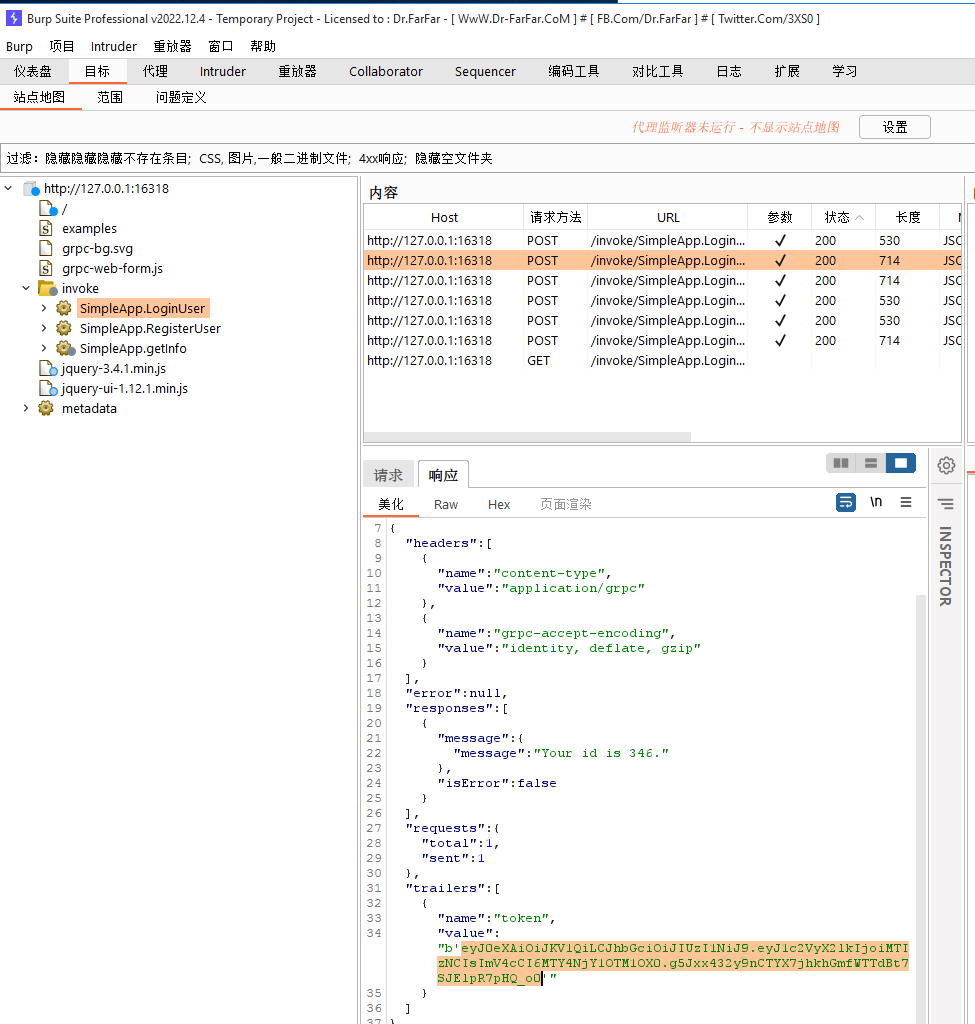 Burp Suite Professional v2022.12.4 - Temporary Project - Licensed to : Dr.FarFar - [ WwW.Dr-FarFar.CoM ] # [ FB.Com/Dr.FarFar ] # [ Twitter.Com/3XS0 ]
Burp 项目 Intruder 重放器 窗口 帮助
仪表盘 目标 代理 Intruder 重放器 Collaborator Sequencer 编码工具 对比工具 日志 扩展 学习
站点地图 范围 问题定义
代理监听器未运行 - 不显示站点地图 设置
过滤：隐藏隐藏隐藏不存在条目; CSS, 图片,一般二进制文件; 4xx响应; 隐藏空文件夹
http://127.0.0.1:16318
/
examples
grpc-bg.svg
grpc-web-form.js
invoke
SimpleApp.LoginUser
SimpleApp.RegisterUser
SimpleApp.getInfo
jquery-3.4.1.min.js
jquery-ui-1.12.1.min.js
metadata
内容
Host 请求方法 URL 参数 状态 长度
http://127.0.0.1:16318 POST /invoke/SimpleApp.Login... ✓ 200 530 JSO
http://127.0.0.1:16318 POST /invoke/SimpleApp.Login... ✓ 200 714 JSO
http://127.0.0.1:16318 POST /invoke/SimpleApp.Login... ✓ 200 714 JSO
http://127.0.0.1:16318 POST /invoke/SimpleApp.Login... ✓ 200 530 JSO
http://127.0.0.1:16318 POST /invoke/SimpleApp.Login... ✓ 200 530 JSO
http://127.0.0.1:16318 POST /invoke/SimpleApp.Login... ✓ 200 714 JSO
http://127.0.0.1:16318 GET /invoke/SimpleApp.Login...
请求 响应
美化 Raw Hex 页面渲染 \n
INSPECTOR
7 {
8 "headers":[
9 {
10 "name":"content-type",
11 "value":"application/grpc"
12 },
13 {
14 "name":"grpc-accept-encoding",
15 "value":"identity, deflate, gzip"
16 }
17 ],
18 "error":null,
19 "responses":[
20 {
21 "message":{
22 "message":"Your id is 346."
23 },
24 "isError":false
25 }
26 ],
27 "requests":{
28 "total":1,
29 "sent":1
30 },
31 "trailers":[
32 {
33 "name":"token",
34 "value":
"b'eyJ0eXAiOiJKV1QiLCJhbGciOiJIUzI1NiJ9.eyJ1c2VyX2lkIjoiMTI
zNCIsImV4cCI6MTY4NjY1OTM1OX0.g5Jxx432y9nCTYX7jhkhGmfWTTdBt7
SJElpR7pHQ_o0'"
35 }
36 ]
37 }